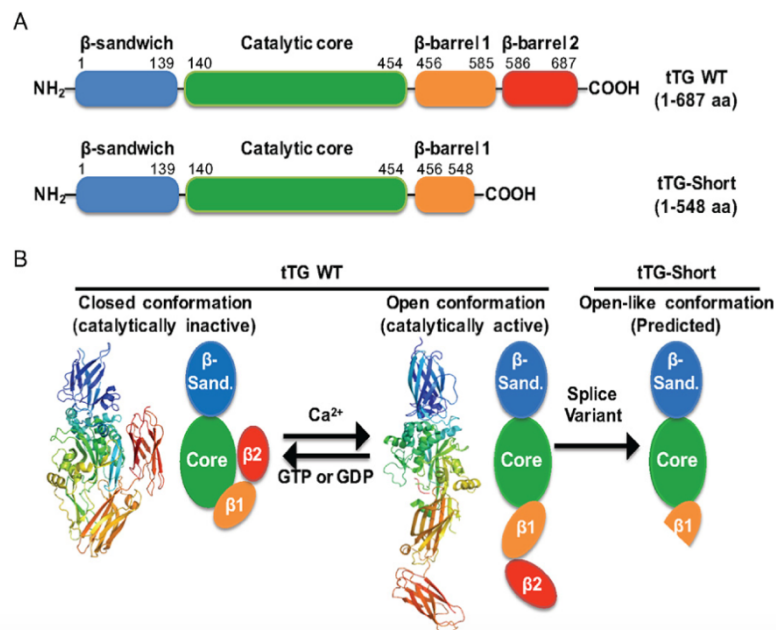 A
β-sandwich Catalytic core β-barrel 1 β-barrel 2
1 139 140 454 456 585 586 687
NH2 COOH
tTG WT
(1-687 aa)
β-sandwich Catalytic core β-barrel 1
1 139 140 454 456 548
NH2 COOH
tTG-Short
(1-548 aa)
B
tTG WT
tTG-Short
Closed conformation
(catalytically inactive)
Open conformation
(catalytically active)
Open-like conformation
(Predicted)
β-
Sand.
Core
β2
β1
Ca2+
GTP or GDP
β-
Sand.
Core
β1
β2
Splice
Variant
β-
Sand.
Core
β1